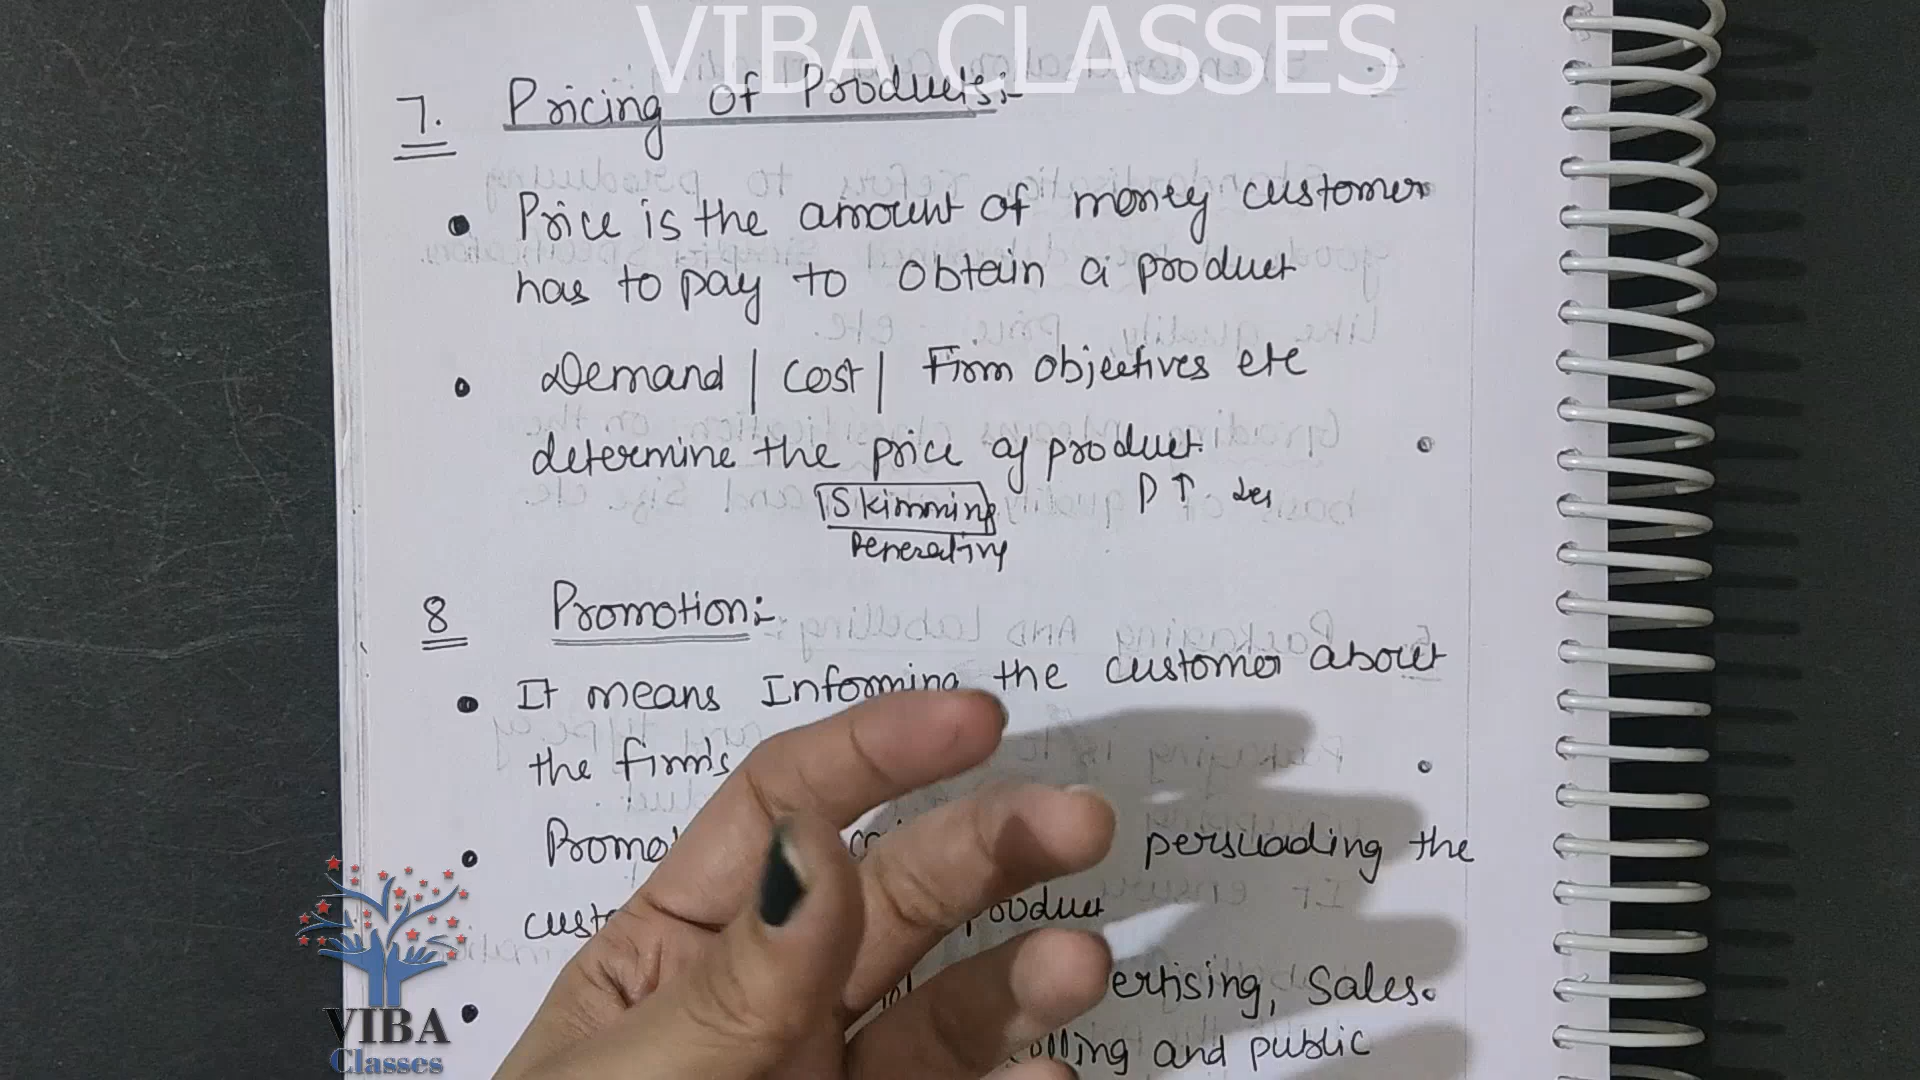 VIBA CLASSES
7. Pricing of Products:-
• Price is the amount of money customer
has to pay to obtain a product
• Demand | Cost | Firm objectives etc
determine the price of product.
Skimming P ↑
8 Promotion:-
• It means Informing the customer about
the firm's
• persuading the
product
• Sales.
and public
VIBA
Classes